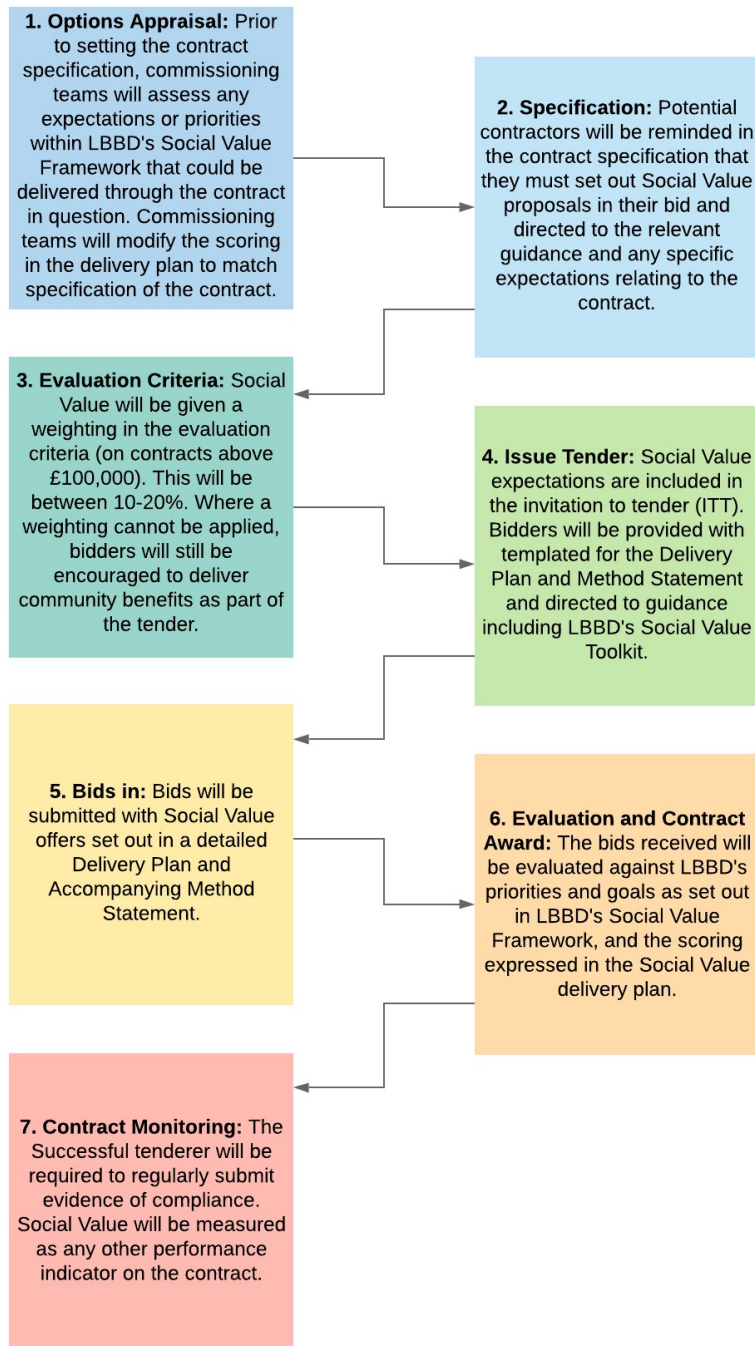 1. Options Appraisal: Prior
to setting the contract
specification, commissioning
teams will assess any
expectations or priorities
within LBBD's Social Value
Framework that could be
delivered through the contract
in question. Commissioning
teams will modify the scoring
in the delivery plan to match
specification of the contract.
2. Specification: Potential
contractors will be reminded in
the contract specification that
they must set out Social Value
proposals in their bid and
directed to the relevant
guidance and any specific
expectations relating to the
contract.
3. Evaluation Criteria: Social
Value will be given a
weighting in the evaluation
criteria (on contracts above
£100,000). This will be
between 10-20%. Where a
weighting cannot be applied,
bidders will still be
encouraged to deliver
community benefits as part of
the tender.
4. Issue Tender: Social Value
expectations are included in
the invitation to tender (ITT).
Bidders will be provided with
templated for the Delivery
Plan and Method Statement
and directed to guidance
including LBBD's Social Value
Toolkit.
5. Bids in: Bids will be
submitted with Social Value
offers set out in a detailed
Delivery Plan and
Accompanying Method
Statement.
6. Evaluation and Contract
Award: The bids received will
be evaluated against LBBD's
priorities and goals as set out
in LBBD's Social Value
Framework, and the scoring
expressed in the Social Value
delivery plan.
7. Contract Monitoring: The
Successful tenderer will be
required to regularly submit
evidence of compliance.
Social Value will be measured
as any other performance
indicator on the contract.